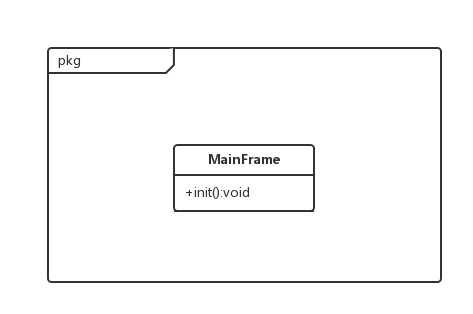 pkg
MainFrame
+init():void